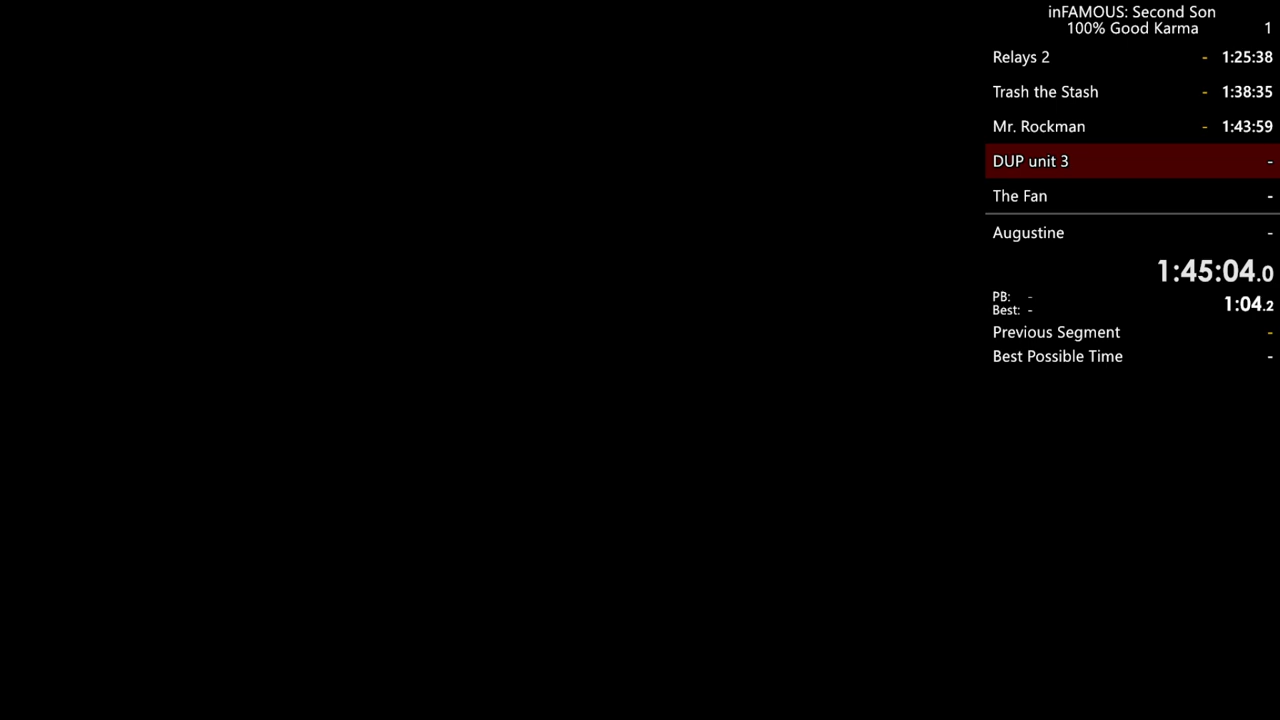 inFAMOUS: Second Son
100% Good Karma 1
Relays 2 - 1:25:38
Trash the Stash - 1:38:35
Mr. Rockman - 1:43:59
DUP unit 3 -
The Fan -
Augustine -
1:45:04.0
PB: - 1:04.2
Best: -
Previous Segment -
Best Possible Time -